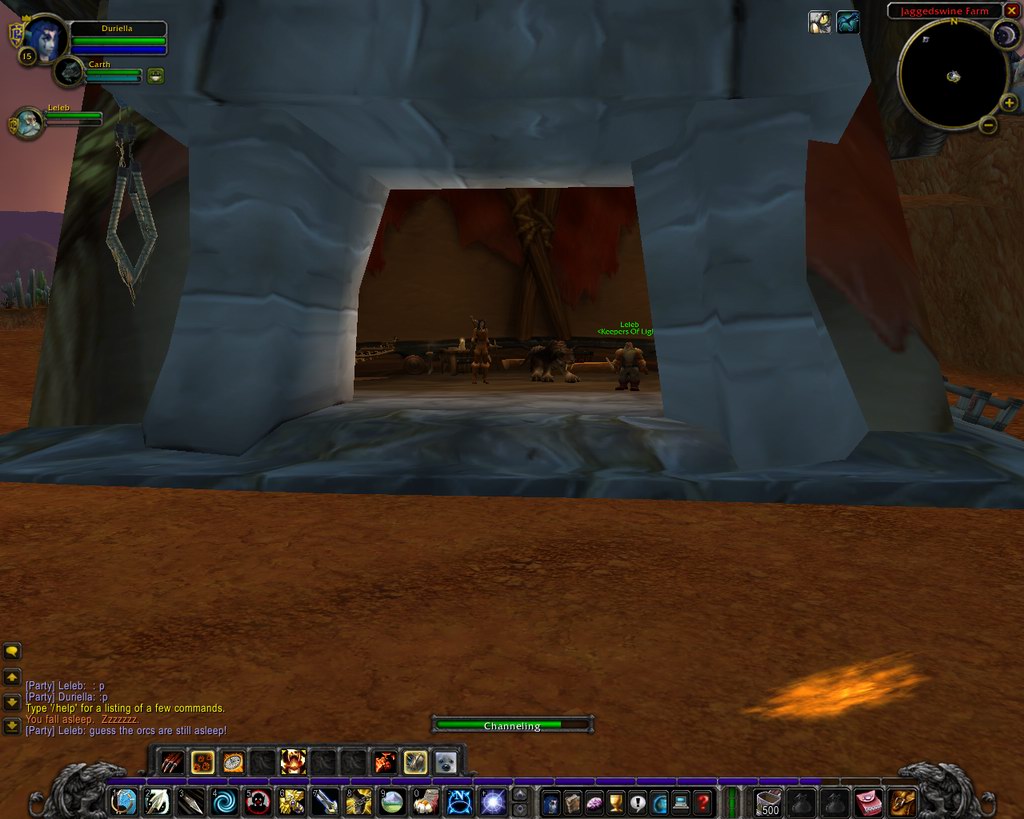 Duriella
15
Carth
Leleb
Jaggedswine Farm
N
Leleb
<Keepers Of Ligh
[Party] Leleb: : p
[Party] Duriella: :p
Type '/help' for a listing of a few commands.
You fall asleep. Zzzzzzz.
[Party] Leleb: guess the orcs are still asleep!
Channeling
500